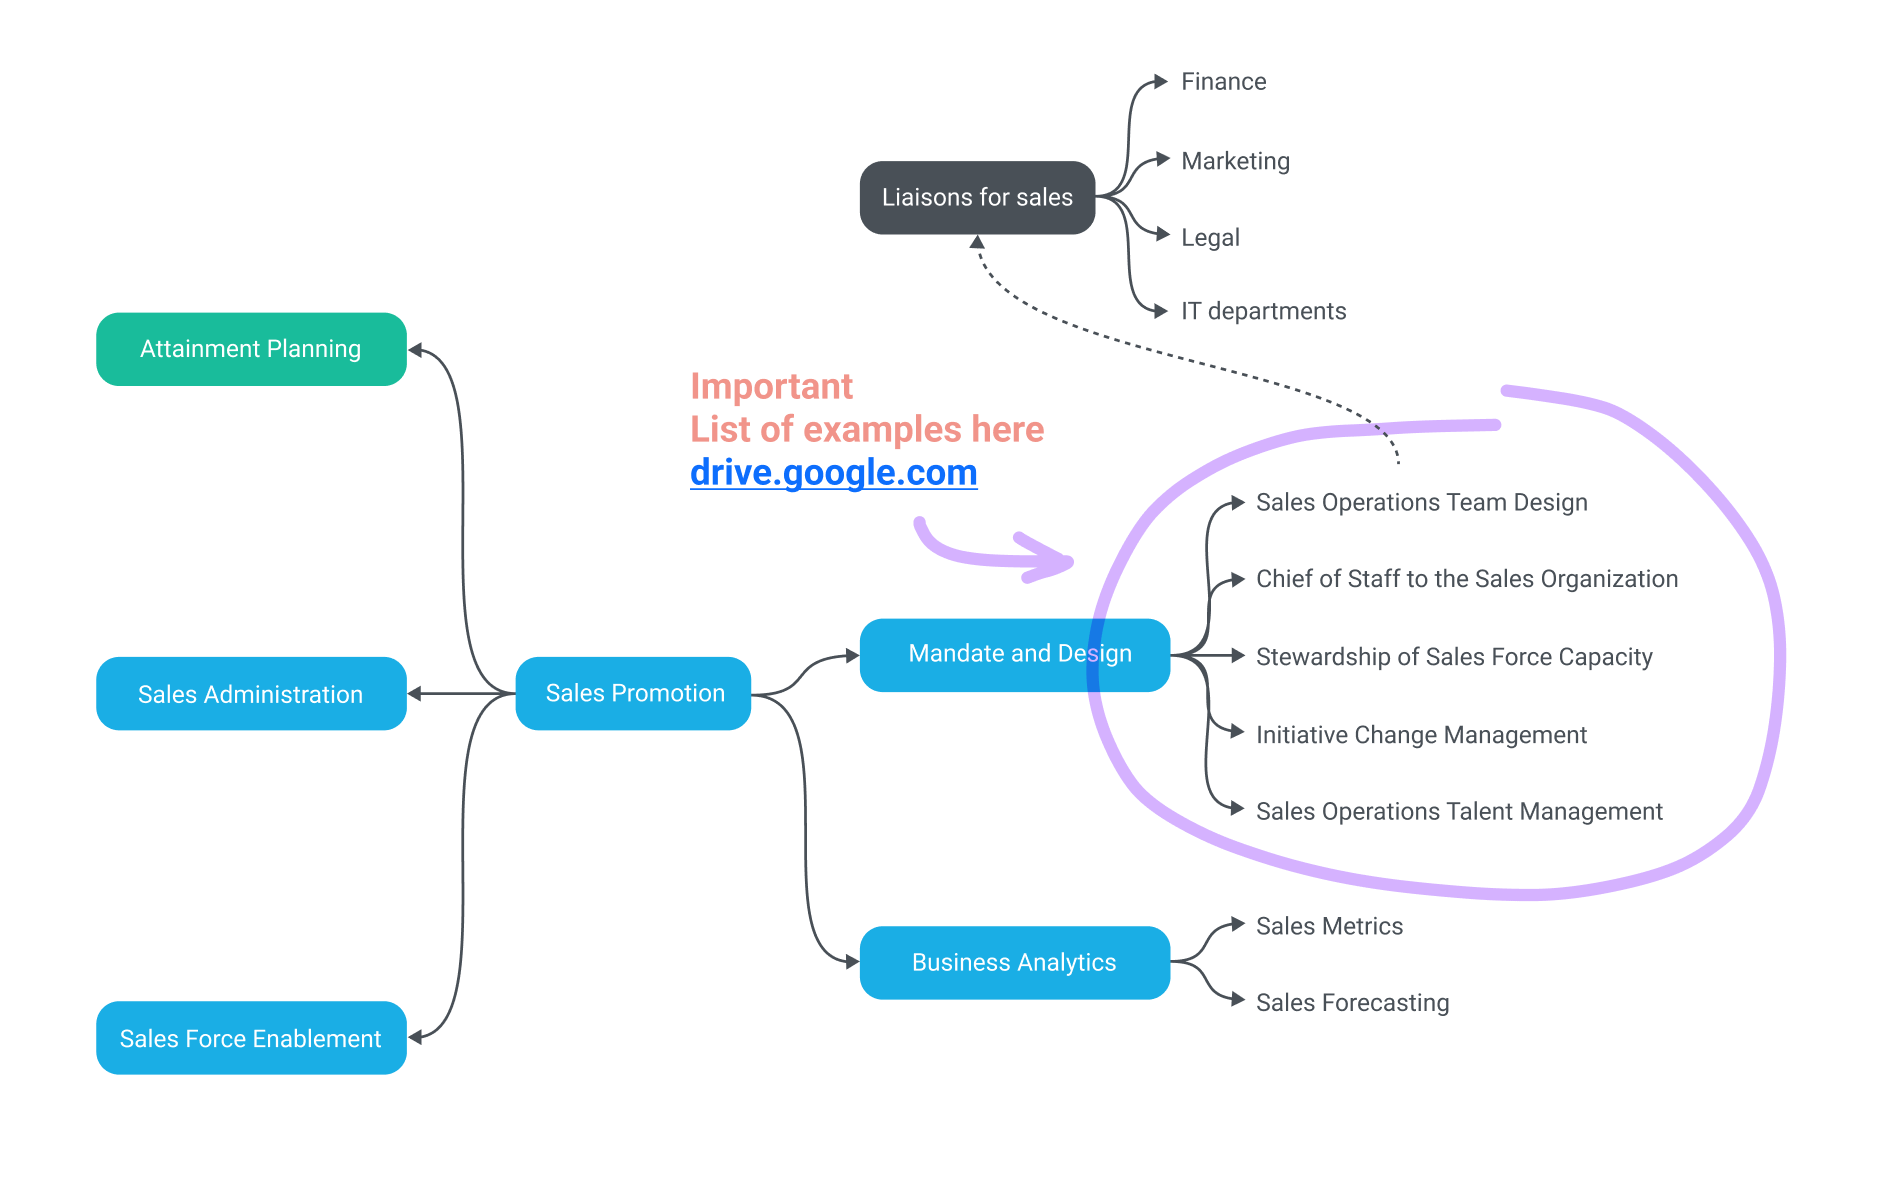 Finance
Marketing
Liaisons for sales
Legal
IT departments
Attainment Planning
Important
List of examples here
drive.google.com
Sales Operations Team Design
Chief of Staff to the Sales Organization
Mandate and Design
Stewardship of Sales Force Capacity
Sales Administration
Sales Promotion
Initiative Change Management
Sales Operations Talent Management
Sales Metrics
Business Analytics
Sales Forecasting
Sales Force Enablement